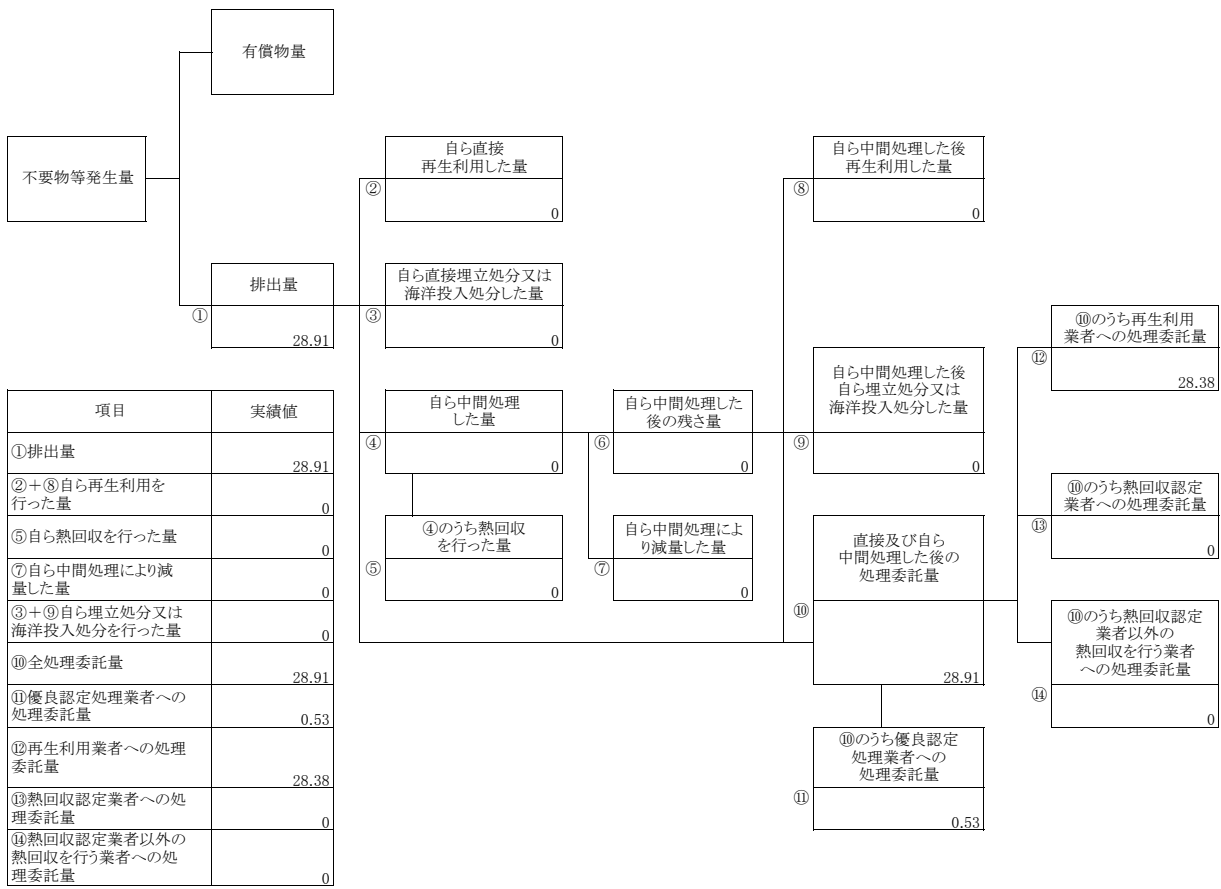 有償物量
不要物等発生量
自ら直接
再生利用した量
②
0
自ら中間処理した後
再生利用した量
⑧
0
排出量
①
28.91
自ら直接埋立処分又は
海洋投入処分した量
③
0
⑩のうち再生利用
業者への処理委託量
⑫
28.38
自ら中間処理
した量
④
0
自ら中間処理した
後の残さ量
⑥
0
自ら中間処理した後
自ら埋立処分又は
海洋投入処分した量
⑨
0
⑩のうち熱回収認定
業者への処理委託量
⑬
0
④のうち熱回収
を行った量
⑤
0
自ら中間処理によ
り減量した量
⑦
0
直接及び自ら
中間処理した後の
処理委託量
⑩
28.91
⑩のうち熱回収認定
業者以外の
熱回収を行う業者
への処理委託量
⑭
0
⑩のうち優良認定
処理業者への
処理委託量
⑪
0.53
項目 実績値
①排出量
28.91
②+⑧自ら再生利用を
行った量
0
⑤自ら熱回収を行った量
0
⑦自ら中間処理により減
量した量
0
③+⑨自ら埋立処分又は
海洋投入処分を行った量
0
⑩全処理委託量
28.91
⑪優良認定処理業者への
処理委託量
0.53
⑫再生利用業者への処理
委託量
28.38
⑬熱回収認定業者への処
理委託量
0
⑭熱回収認定業者以外の
熱回収を行う業者への処
理委託量
0